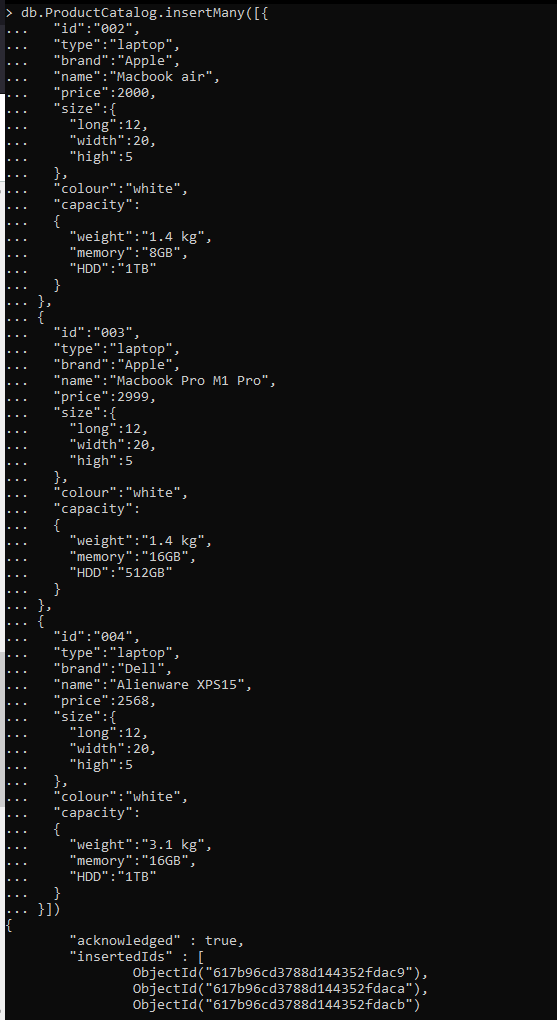 > db.ProductCatalog.insertMany([{
...   "id":"002",
...   "type":"laptop",
...   "brand":"Apple",
...   "name":"Macbook air",
...   "price":2000,
...   "size":{
...     "long":12,
...     "width":20,
...     "high":5
...   },
...   "colour":"white",
...   "capacity":
...   {
...     "weight":"1.4 kg",
...     "memory":"8GB",
...     "HDD":"1TB"
...   }
... },
... {
...   "id":"003",
...   "type":"laptop",
...   "brand":"Apple",
...   "name":"Macbook Pro M1 Pro",
...   "price":2999,
...   "size":{
...     "long":12,
...     "width":20,
...     "high":5
...   },
...   "colour":"white",
...   "capacity":
...   {
...     "weight":"1.4 kg",
...     "memory":"16GB",
...     "HDD":"512GB"
...   }
... },
... {
...   "id":"004",
...   "type":"laptop",
...   "brand":"Dell",
...   "name":"Alienware XPS15",
...   "price":2568,
...   "size":{
...     "long":12,
...     "width":20,
...     "high":5
...   },
...   "colour":"white",
...   "capacity":
...   {
...     "weight":"3.1 kg",
...     "memory":"16GB",
...     "HDD":"1TB"
...   }
... }])
{
        "acknowledged" : true,
        "insertedIds" : [
                ObjectId("617b96cd3788d144352fdac9"),
                ObjectId("617b96cd3788d144352fdaca"),
                ObjectId("617b96cd3788d144352fdacb")